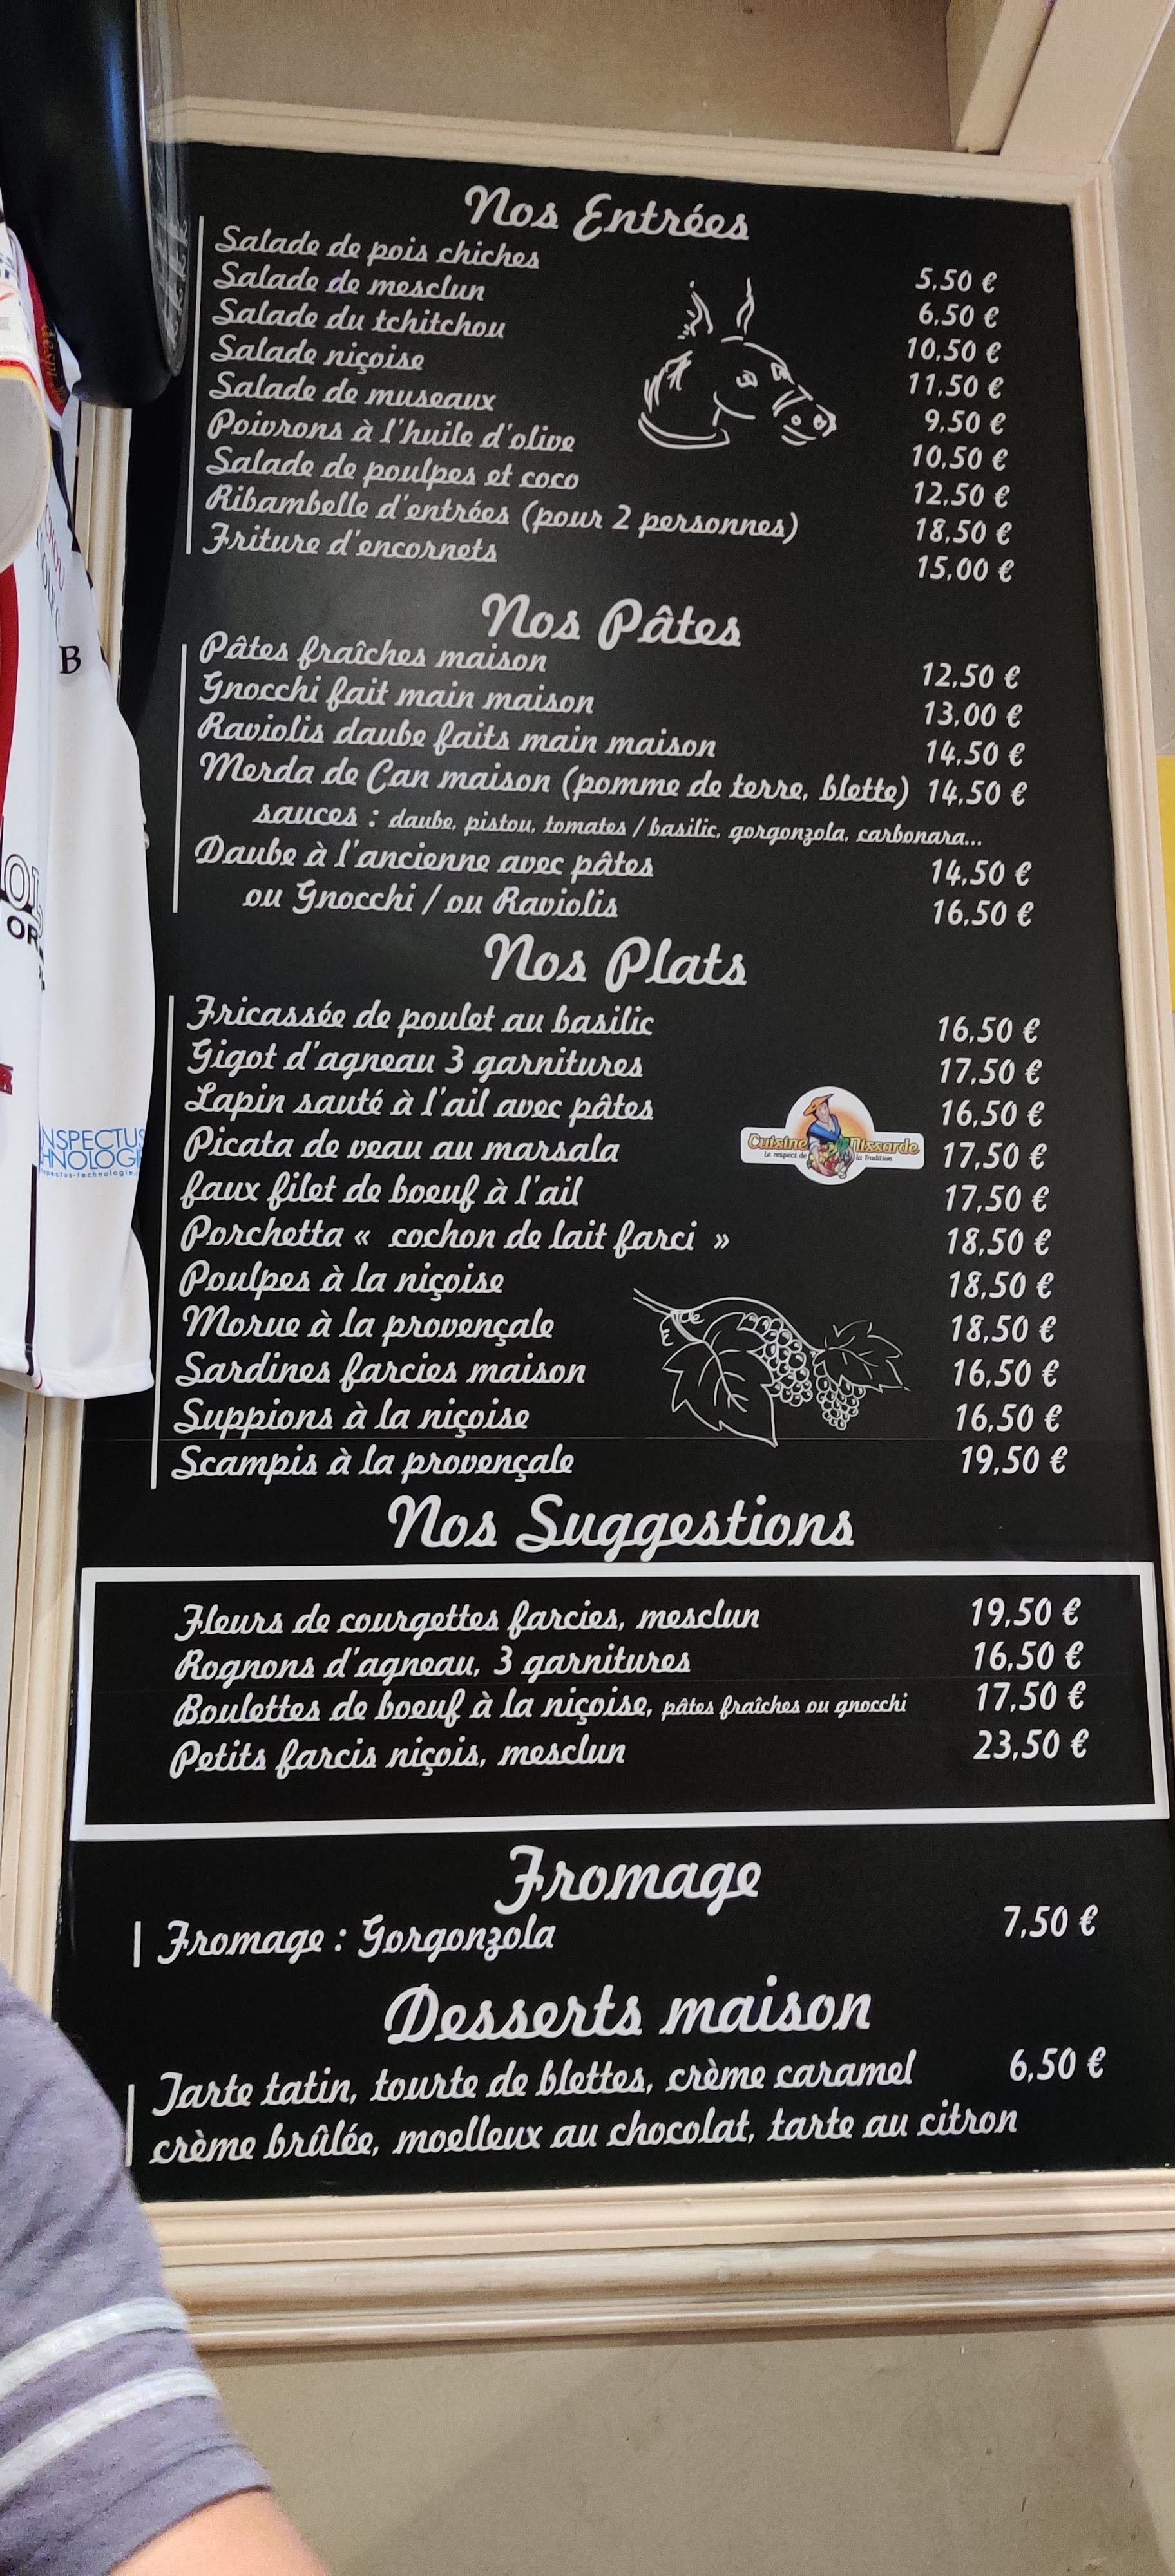 Nos Entrées
Salade de pois chiches 5,50 €
Salade de mesclun 6,50 €
Salade du tchitchou 10,50 €
Salade niçoise 11,50 €
Salade de museaux 9,50 €
Poivrons à l'huile d'olive 10,50 €
Salade de poulpes et coco 12,50 €
Ribambelle d'entrées (pour 2 personnes) 18,50 €
Friture d'encornets 15,00 €
Nos Pâtes
Pâtes fraîches maison 12,50 €
Gnocchi fait main maison 13,00 €
Raviolis daube faits main maison 14,50 €
Merda de Can maison (pomme de terre, blette) 14,50 €
sauces : daube, pistou, tomates / basilic, gorgonzola, carbonara...
Daube à l'ancienne avec pâtes 14,50 €
ou Gnocchi / ou Raviolis 16,50 €
Nos Plats
Fricassée de poulet au basilic 16,50 €
Gigot d'agneau 3 garnitures 17,50 €
Lapin sauté à l'ail avec pâtes 16,50 €
Picata de veau au marsala 17,50 €
faux filet de boeuf à l'ail 17,50 €
Porchetta « cochon de lait farci » 18,50 €
Poulpes à la niçoise 18,50 €
Morue à la provençale 18,50 €
Sardines farcies maison 16,50 €
Suppions à la niçoise 16,50 €
Scampis à la provençale 19,50 €
Cuisine Nissarde
Le respect de la Tradition
Nos Suggestions
Fleurs de courgettes farcies, mesclun 19,50 €
Rognons d'agneau, 3 garnitures 16,50 €
Boulettes de boeuf à la niçoise, pâtes fraîches ou gnocchi 17,50 €
Petits farcis niçois, mesclun 23,50 €
Fromage
Fromage : Gorgonzola 7,50 €
Desserts maison
Tarte tatin, tourte de blettes, crème caramel 6,50 €
crème brûlée, moelleux au chocolat, tarte au citron
B
NSPECTUS
HNOLOGI